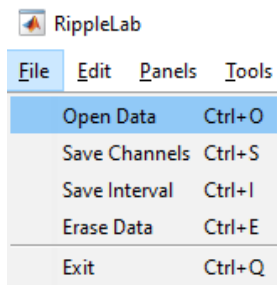 RippleLab
File Edit Panels Tools
Open Data Ctrl+O
Save Channels Ctrl+S
Save Interval Ctrl+I
Erase Data Ctrl+E
Exit Ctrl+Q